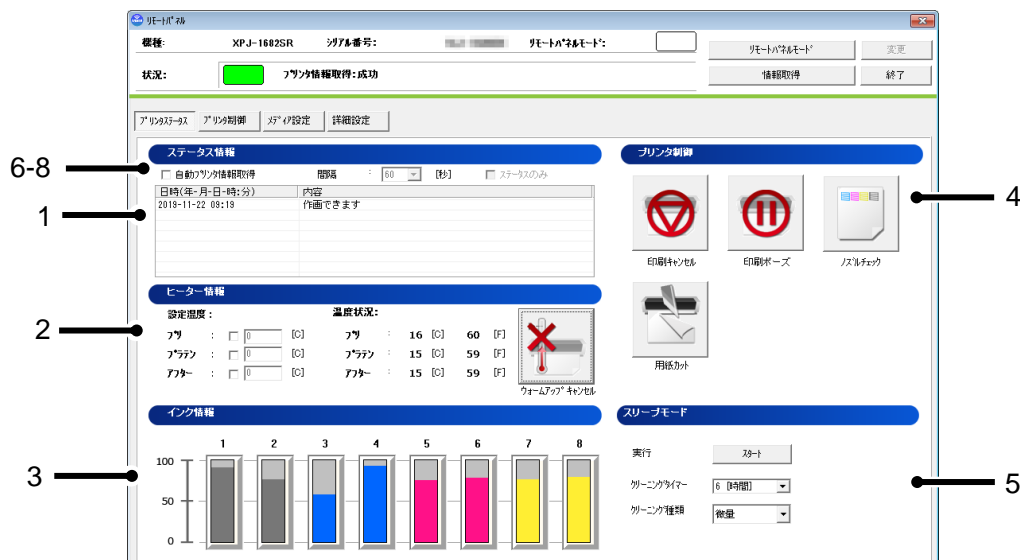 リモートパネル
機種: XPJ-1682SR シリアル番号: リモートパネルモード: リモートパネルモード 変更
状況: プリンタ情報取得:成功 情報取得 終了
プリンタステータス プリンタ制御 メディア設定 詳細設定
ステータス情報
6-8
自動プリンタ情報取得 間隔 : 60 [秒] ステータスのみ
日時(年-月-日-時:分) 内容
1
2019-11-22 09:19 作画できます
ヒーター情報
設定温度: 温度状況:
2
プリ : 0 [C] プリ : 16 [C] 60 [F]
プラテン : 0 [C] プラテン : 15 [C] 59 [F]
アフター : 0 [C] アフター : 15 [C] 59 [F]
ウォームアップキャンセル
インク情報
1 2 3 4 5 6 7 8
3
100
50
0
プリンタ制御
4
印刷キャンセル 印刷ポーズ ノズルチェック
用紙カット
スリープモード
実行 スタート
5
クリーニングタイマー 6 [時間]
クリーニング種類 微量